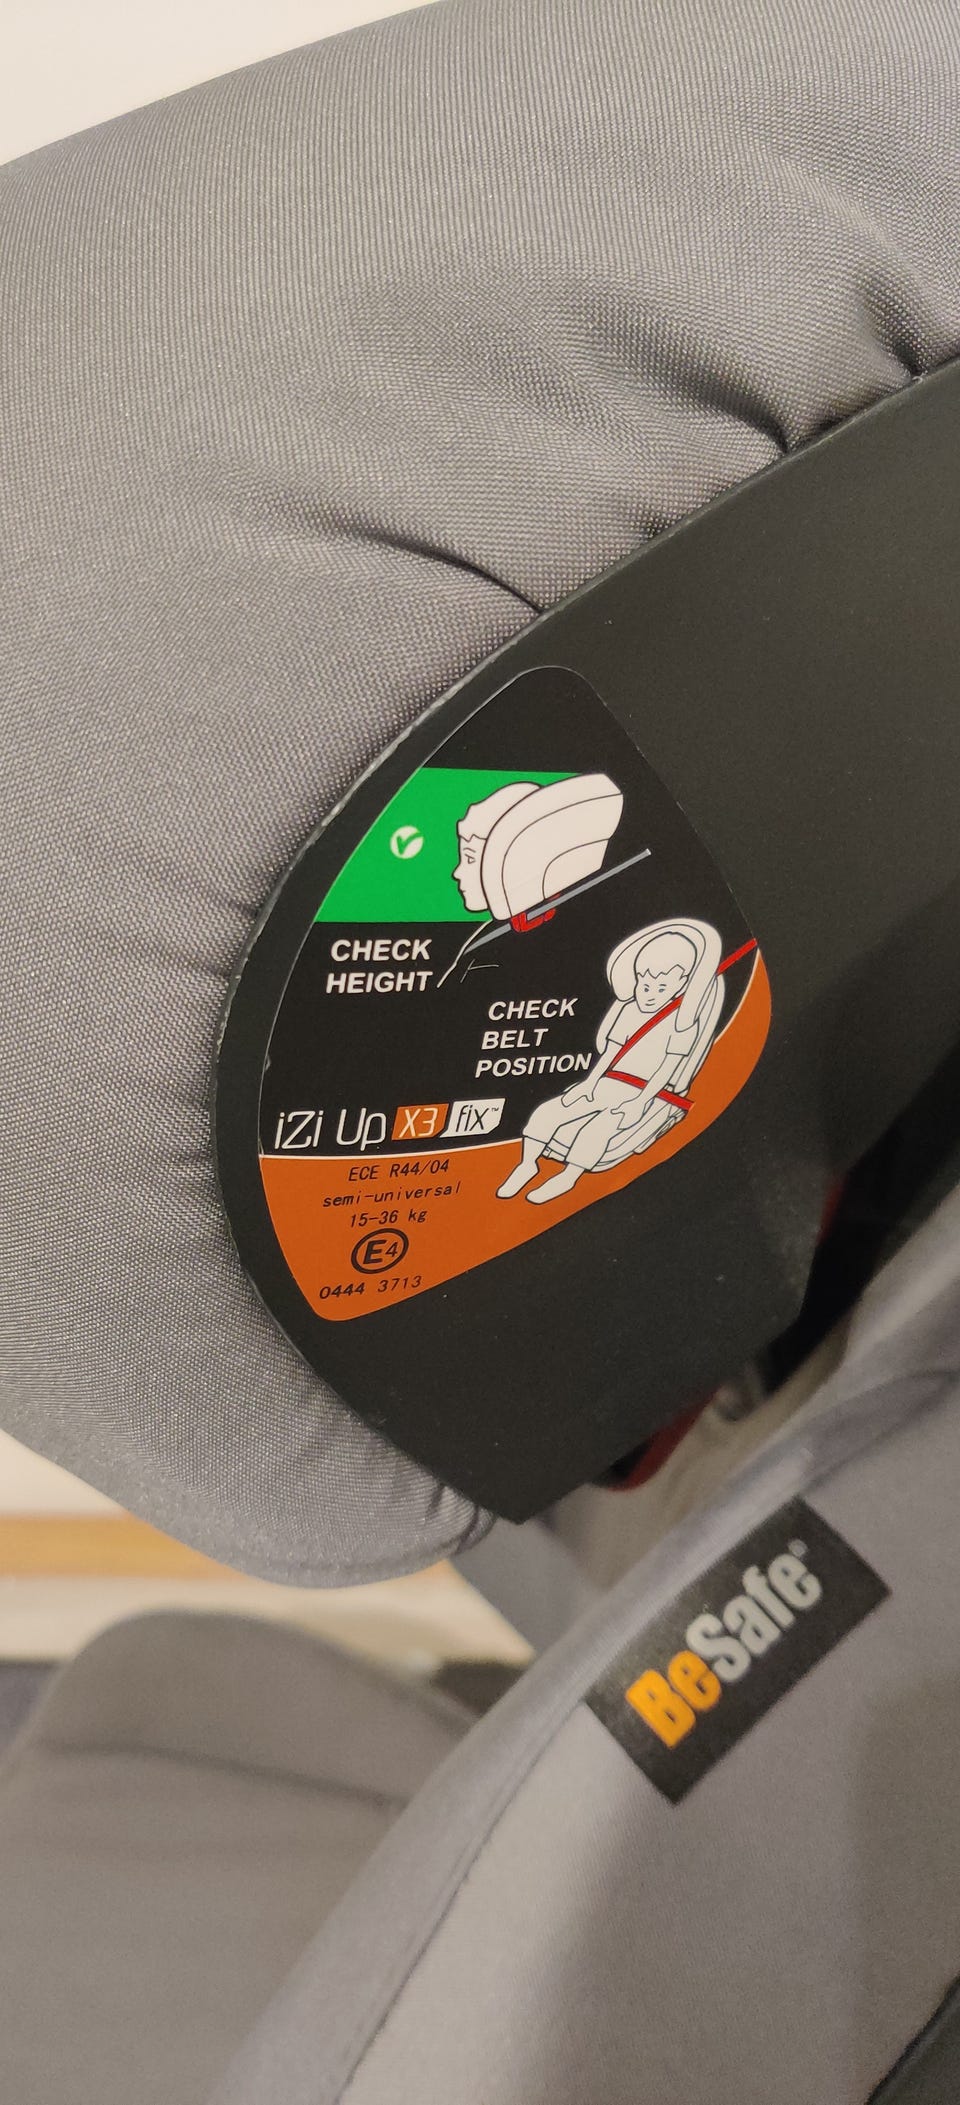 CHECK
HEIGHT
CHECK
BELT
POSITION
iZi Up X3 fix™
ECE R44/04
semi-universal
15-36 kg
E4
0444 3713
BeSafe®